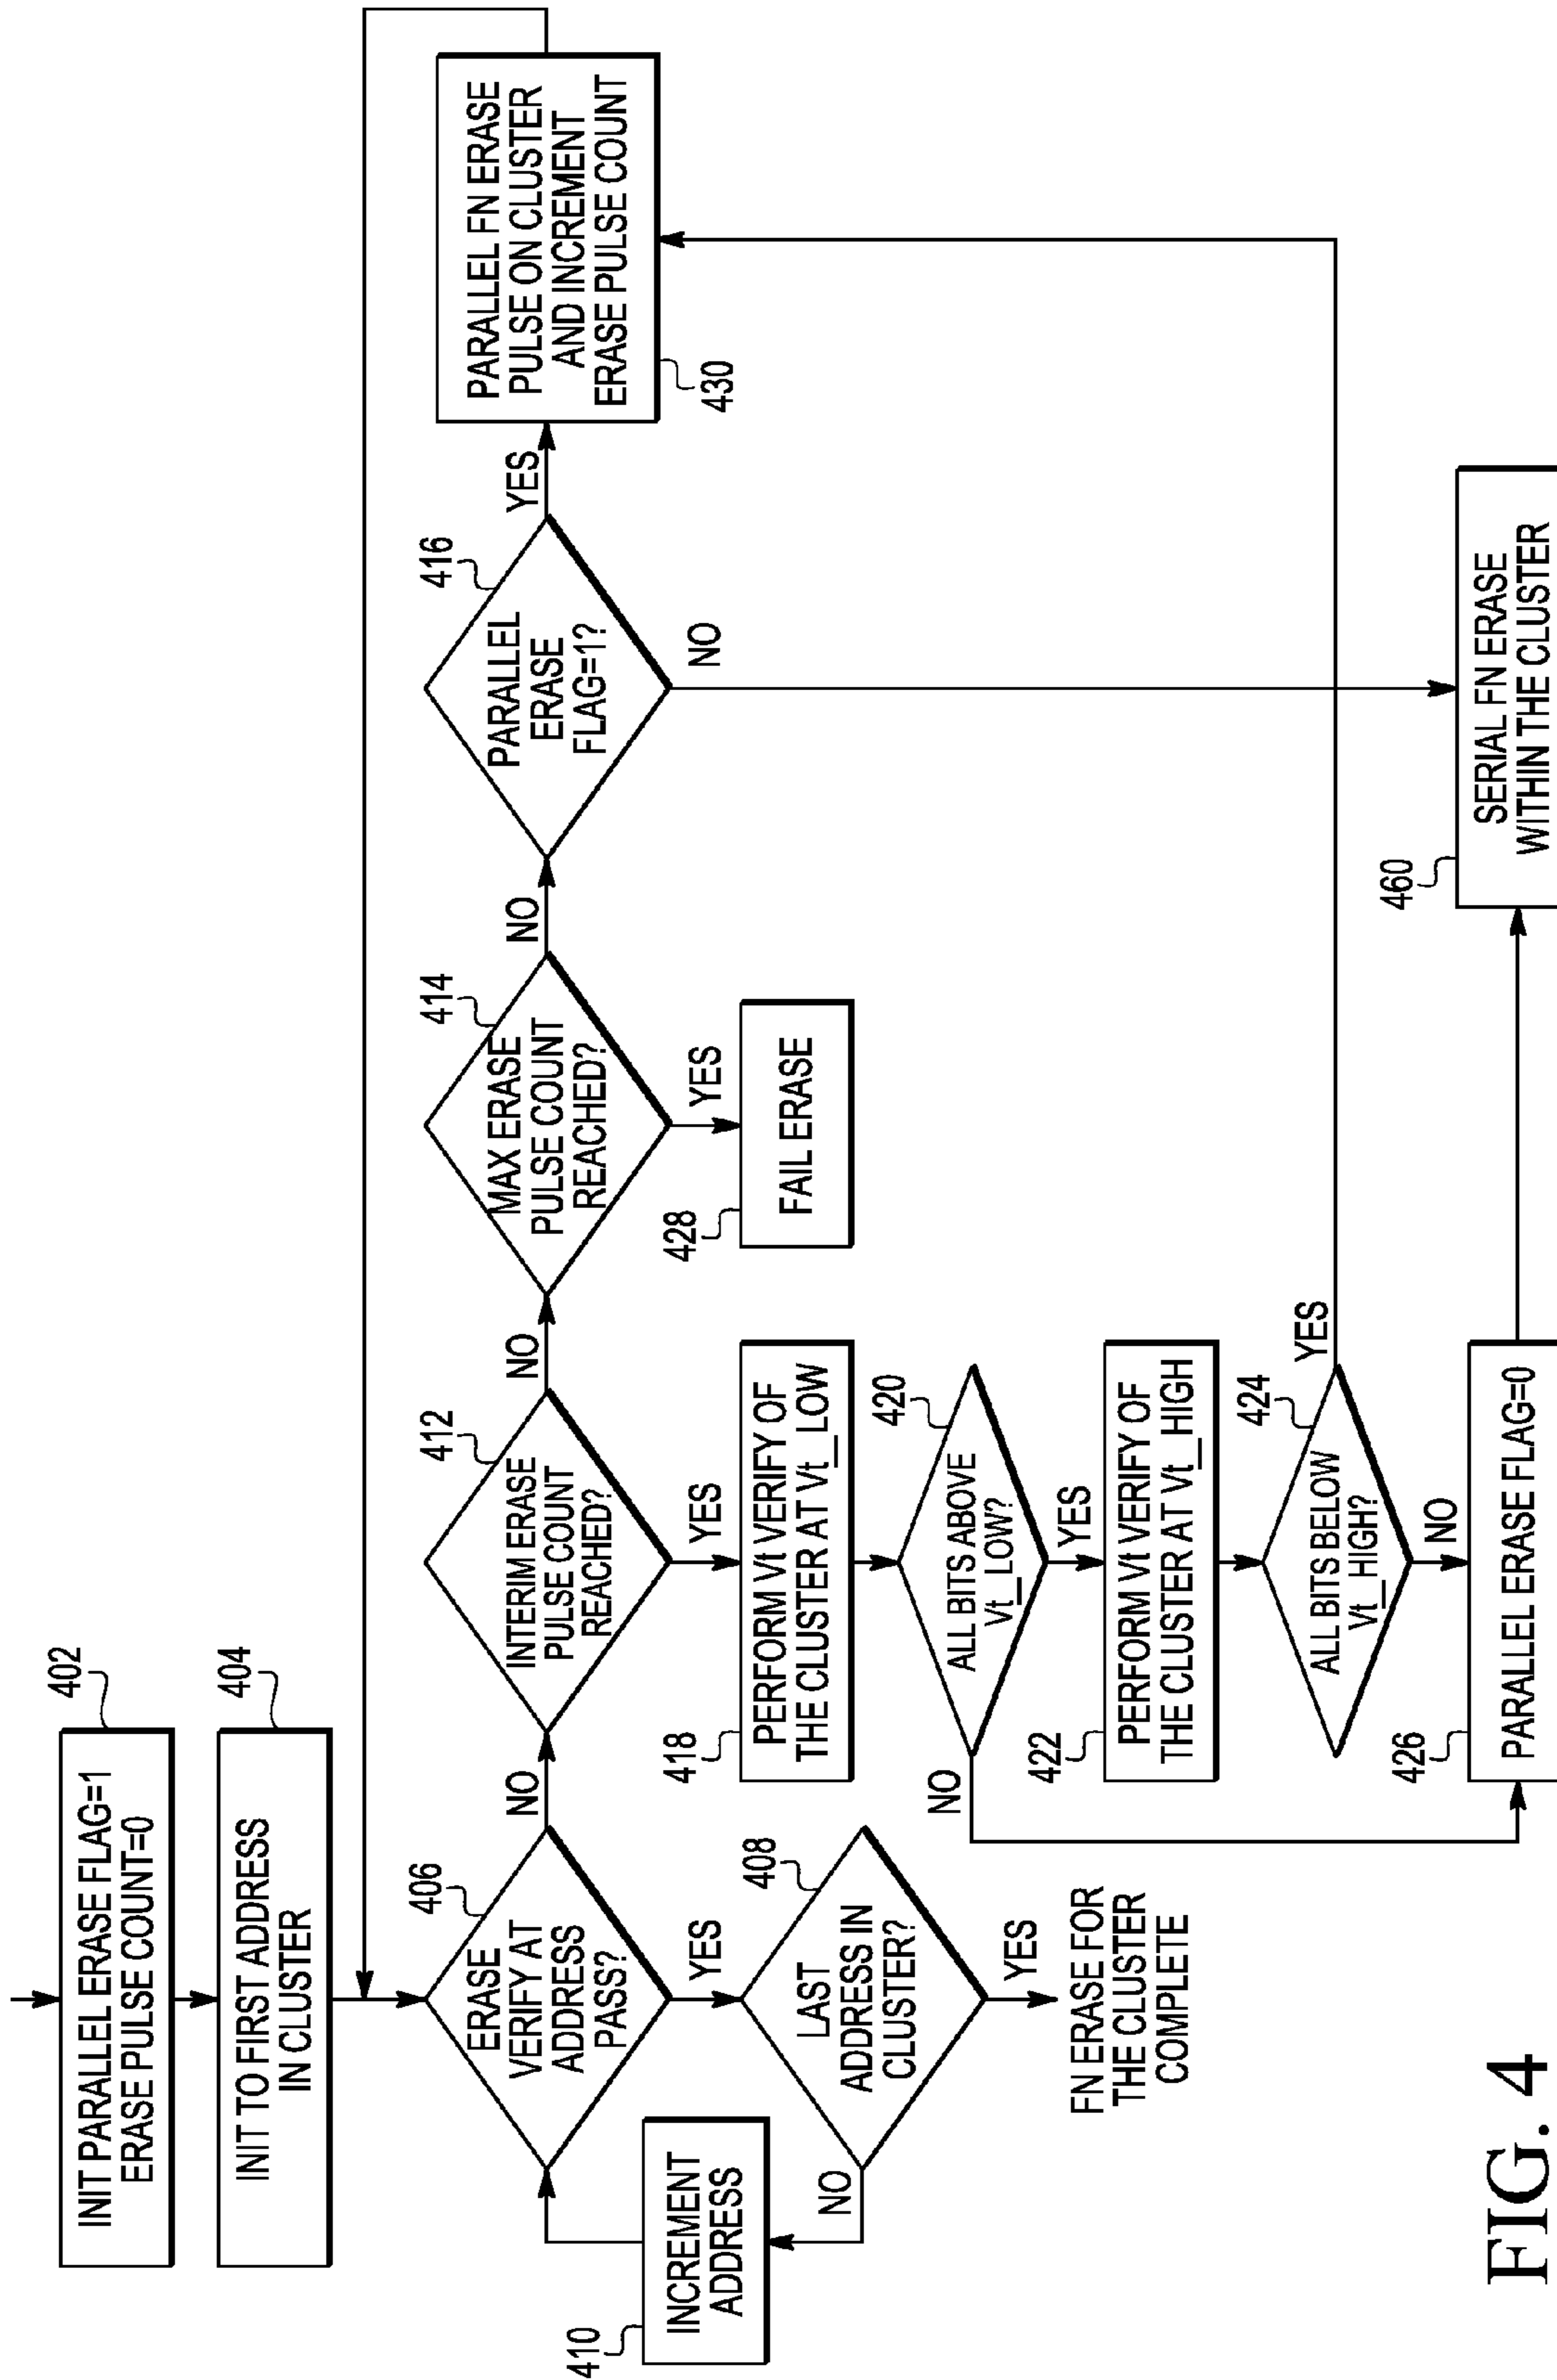 402
INIT PARALLEL ERASE FLAG=1
ERASE PULSE COUNT=0
404
INIT TO FIRST ADDRESS
IN CLUSTER
406
ERASE
VERIFY AT
ADDRESS
PASS?
NO
YES
408
LAST
ADDRESS IN
CLUSTER?
NO
YES
410
INCREMENT
ADDRESS
FN ERASE FOR
THE CLUSTER
COMPLETE
412
INTERIM ERASE
PULSE COUNT
REACHED?
NO
YES
414
MAX ERASE
PULSE COUNT
REACHED?
NO
YES
428
FAIL ERASE
416
PARALLEL
ERASE
FLAG=1?
YES
NO
PARALLEL FN ERASE
PULSE ON CLUSTER
AND INCREMENT
ERASE PULSE COUNT
430
418
PERFORM Vt VERIFY OF
THE CLUSTER AT Vt_LOW
420
ALL BITS ABOVE
Vt_LOW?
NO
YES
422
PERFORM Vt VERIFY OF
THE CLUSTER AT Vt_HIGH
424
ALL BITS BELOW
Vt_HIGH?
YES
NO
426
PARALLEL ERASE FLAG=0
460
SERIAL FN ERASE
WITHIN THE CLUSTER
FIG. 4